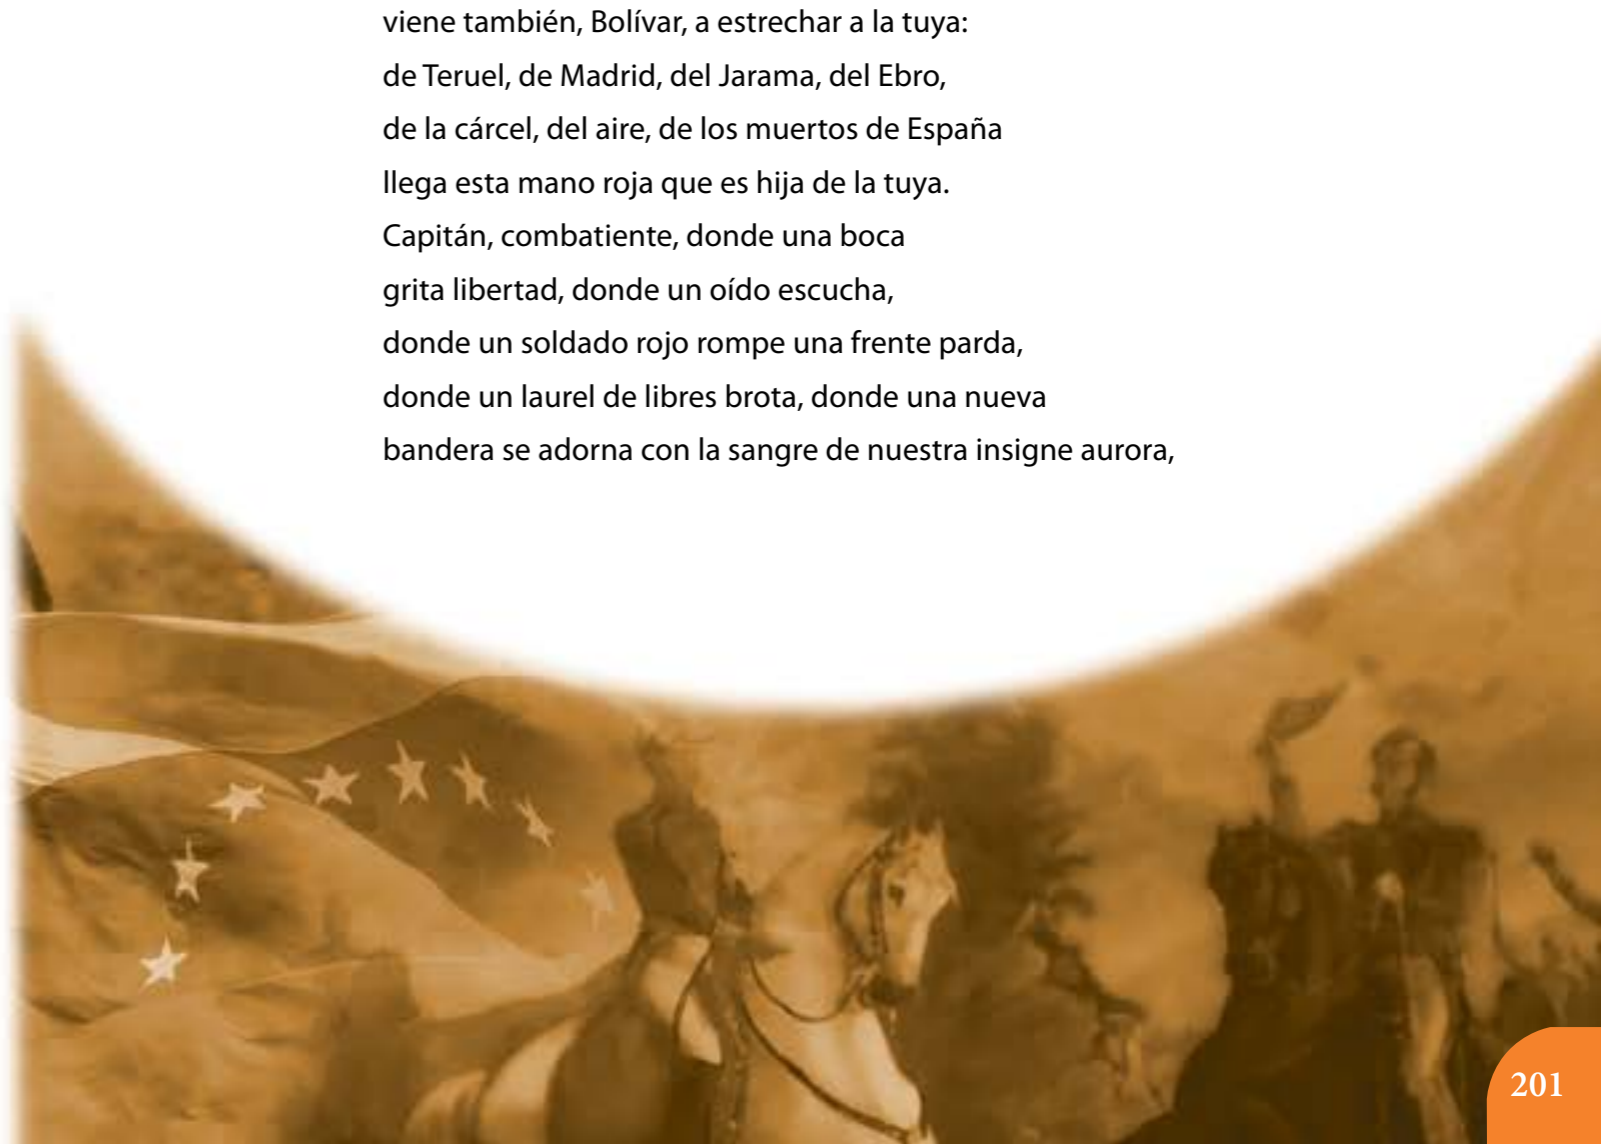 viene también, Bolívar, a estrechar a la tuya:
de Teruel, de Madrid, del Jarama, del Ebro,
de la cárcel, del aire, de los muertos de España
llega esta mano roja que es hija de la tuya.
Capitán, combatiente, donde una boca
grita libertad, donde un oído escucha,
donde un soldado rojo rompe una frente parda,
donde un laurel de libres brota, donde una nueva
bandera se adorna con la sangre de nuestra insigne aurora,
201